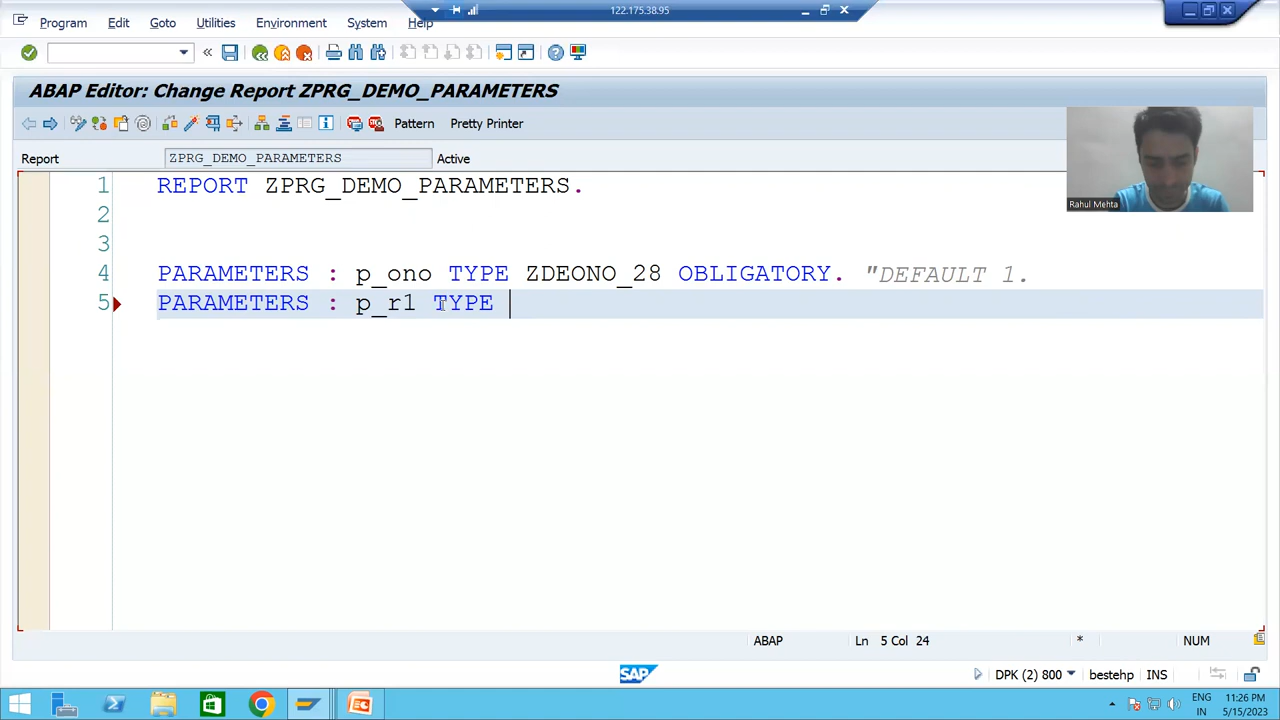 122.175.38.95
Program Edit Goto Utilities Environment System Help
ABAP Editor: Change Report ZPRG_DEMO_PARAMETERS
Pattern Pretty Printer
Report ZPRG_DEMO_PARAMETERS Active
Rahul Mehta
1 REPORT ZPRG_DEMO_PARAMETERS.
2
3
4 PARAMETERS : p_ono TYPE ZDEONO_28 OBLIGATORY. "DEFAULT 1.
5 PARAMETERS : p_r1 TYPE
ABAP Ln 5 Col 24 * NUM
SAP DPK (2) 800 bestehp INS
ENG 11:26 PM
IN 5/15/2023